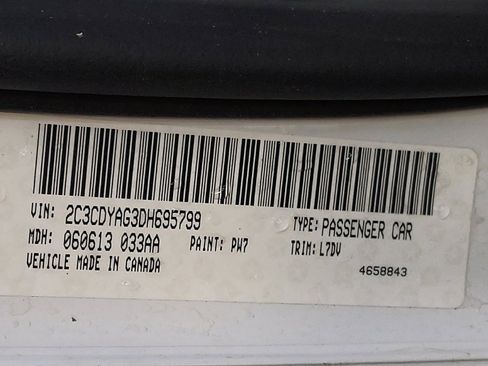 VIN: 2C3CDYAG3DH695799 TYPE: PASSENGER CAR
MDH: 060613 033AA PAINT: PW7 TRIM: L7DV
VEHICLE MADE IN CANADA 4658843